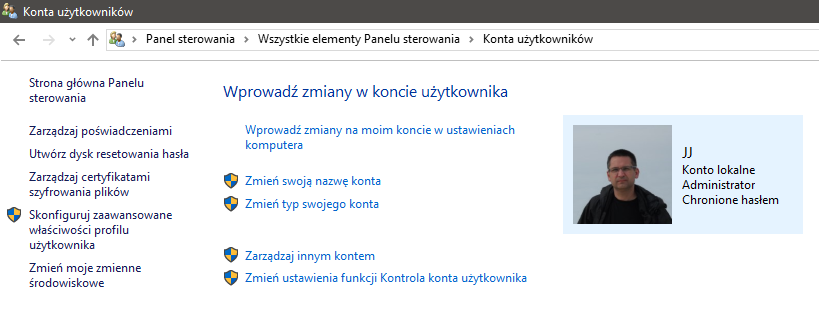 Konta użytkowników
Panel sterowania > Wszystkie elementy Panelu sterowania > Konta użytkowników
Strona główna Panelu
sterowania
Zarządzaj poświadczeniami
Utwórz dysk resetowania hasła
Zarządzaj certyfikatami
szyfrowania plików
Skonfiguruj zaawansowane
właściwości profilu
użytkownika
Zmień moje zmienne
środowiskowe
Wprowadź zmiany w koncie użytkownika
Wprowadź zmiany na moim koncie w ustawieniach
komputera
Zmień swoją nazwę konta
Zmień typ swojego konta
Zarządzaj innym kontem
Zmień ustawienia funkcji Kontrola konta użytkownika
JJ
Konto lokalne
Administrator
Chronione hasłem